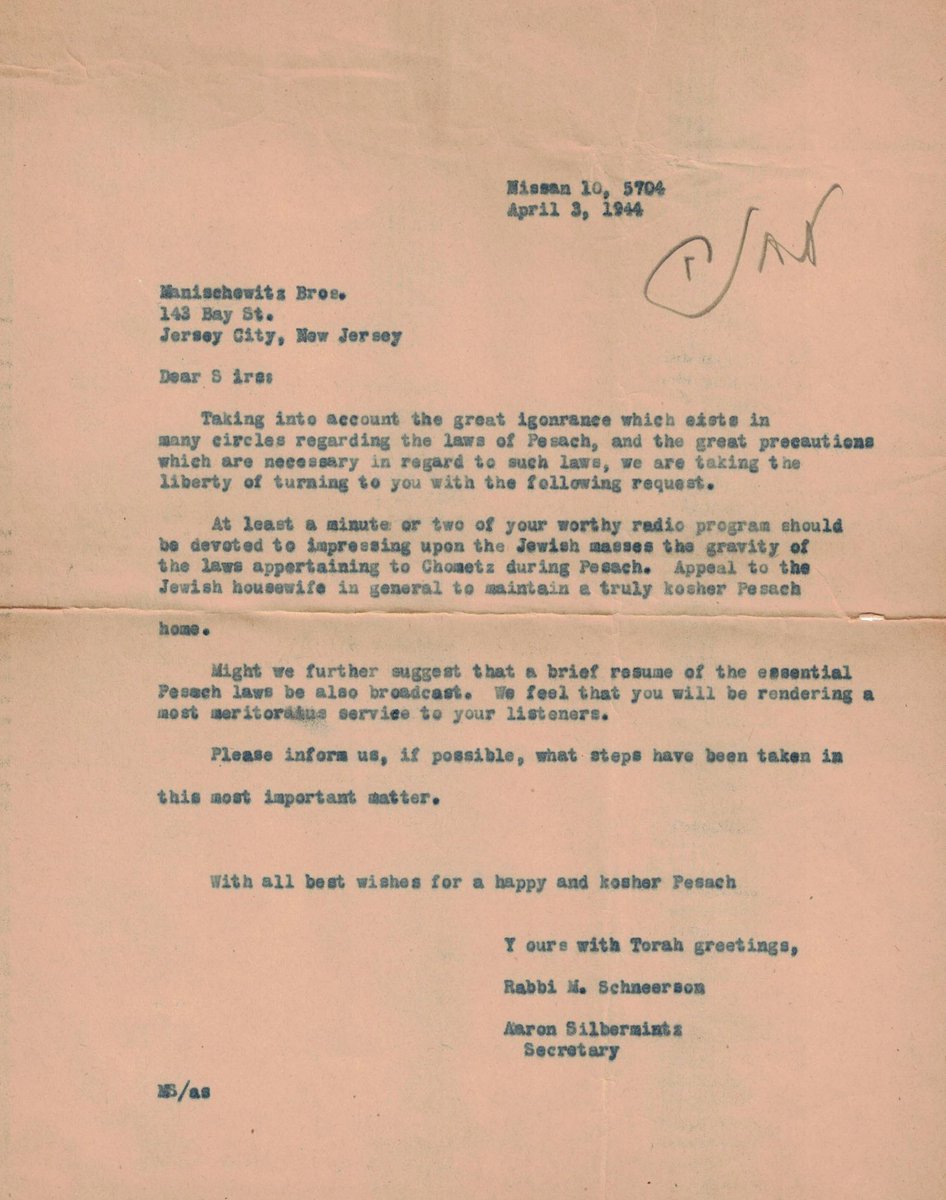 Nissan 10, 5704
April 3, 1944
Manischewitz Bros.
143 Bay St.
Jersey City, New Jersey
Dear S irs:
Taking into account the great igonrance which eists in
many circles regarding the laws of Pesach, and the great precautions
which are necessary in regard to such laws, we are taking the
liberty of turning to you with the following request.
At least a minute or two of your worthy radio program should
be devoted to impressing upon the Jewish masses the gravity of
the laws appertaining to Chometz during Pesach. Appeal to the
Jewish housewife in general to maintain a truly kosher Pesach
home.
Might we further suggest that a brief resume of the essential
Pesach laws be also broadcast. We feel that you will be rendering a
most service to your listeners.
Please inform us, if possible, what steps have been taken in
this most important matter.
With all best wishes for a happy and kosher Pesach
Y ours with Torah greetings,
Rabbi M. Schneerson
Aaron Silbermintz
Secretary
MS/as